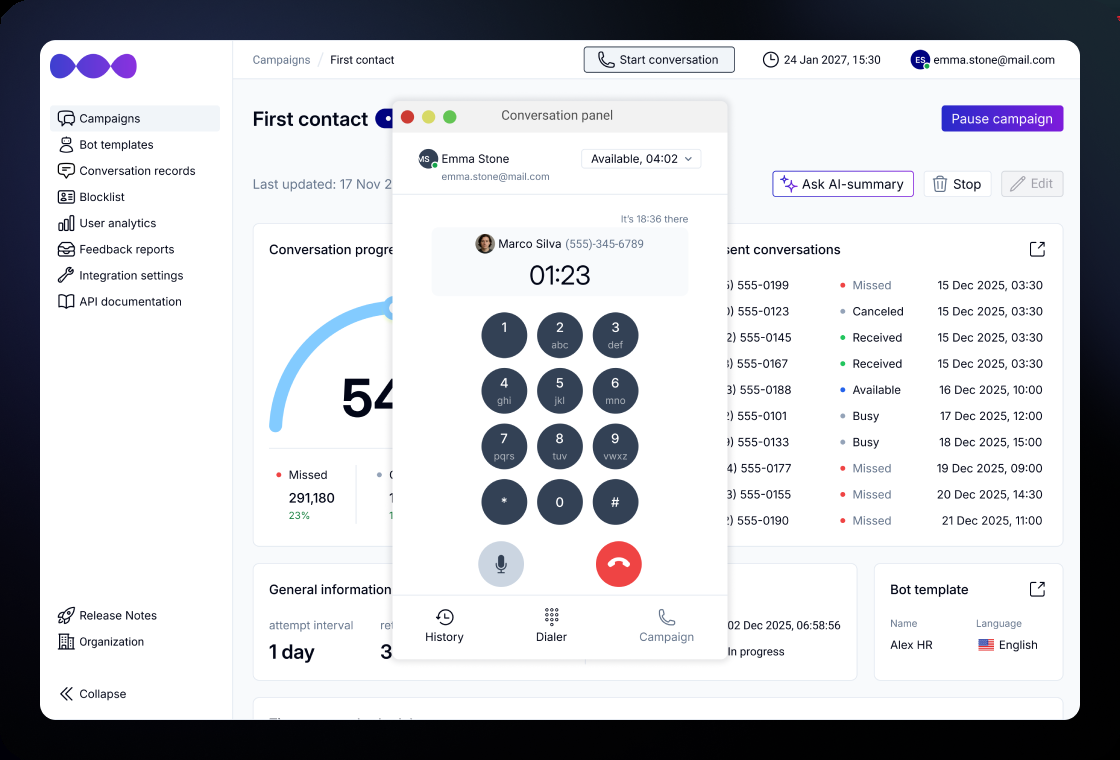 Campaigns / First contact
Start conversation
24 Jan 2027, 15:30
ES
emma.stone@mail.com
Campaigns
Bot templates
Conversation records
Blocklist
User analytics
Feedback reports
Integration settings
API documentation
Release Notes
Organization
Collapse
First contact
Pause campaign
Last updated: 17 Nov 2
Ask AI-summary
Stop
Edit
Conversation progre
54
Missed
291,180
23%
Conversation panel
MS
Emma Stone
emma.stone@mail.com
Available, 04:02
It's 18:36 there
Marco Silva (555)-345-6789
01:23
1
2
abc
3
def
4
ghi
5
jkl
6
mno
7
pqrs
8
tuv
9
vwxz
*
0
#
History
Dialer
Campaign
sent conversations
) 555-0199 Missed 15 Dec 2025, 03:30
) 555-0123 Canceled 15 Dec 2025, 03:30
2) 555-0145 Received 15 Dec 2025, 03:30
) 555-0167 Received 15 Dec 2025, 03:30
3) 555-0188 Available 16 Dec 2025, 10:00
2) 555-0101 Busy 17 Dec 2025, 12:00
) 555-0133 Busy 18 Dec 2025, 15:00
4) 555-0177 Missed 19 Dec 2025, 09:00
3) 555-0155 Missed 20 Dec 2025, 14:30
2) 555-0190 Missed 21 Dec 2025, 11:00
General information
attempt interval
1 day
ret
3
02 Dec 2025, 06:58:56
In progress
Bot template
Name
Language
Alex HR
English